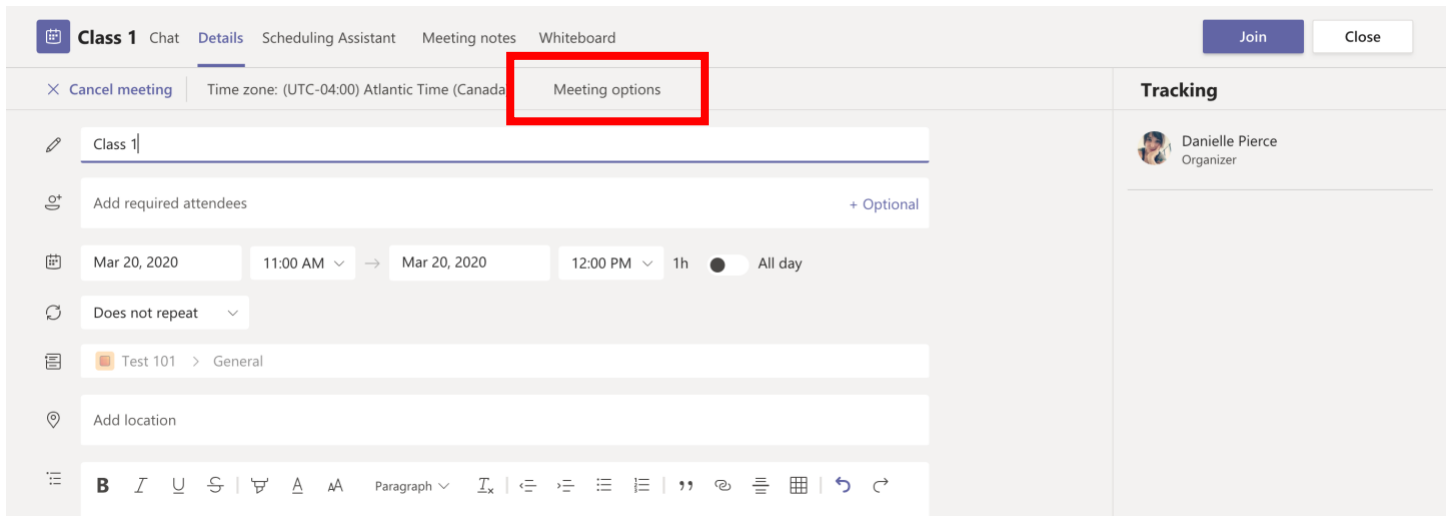 Class 1 Chat Details Scheduling Assistant Meeting notes Whiteboard Join Close
Cancel meeting Time zone: (UTC-04:00) Atlantic Time (Canada Meeting options Tracking
Class 1
Danielle Pierce
Organizer
Add required attendees + Optional
Mar 20, 2020 11:00 AM Mar 20, 2020 12:00 PM 1h All day
Does not repeat
Test 101 > General
Add location
B I U S A AA Paragraph Tx